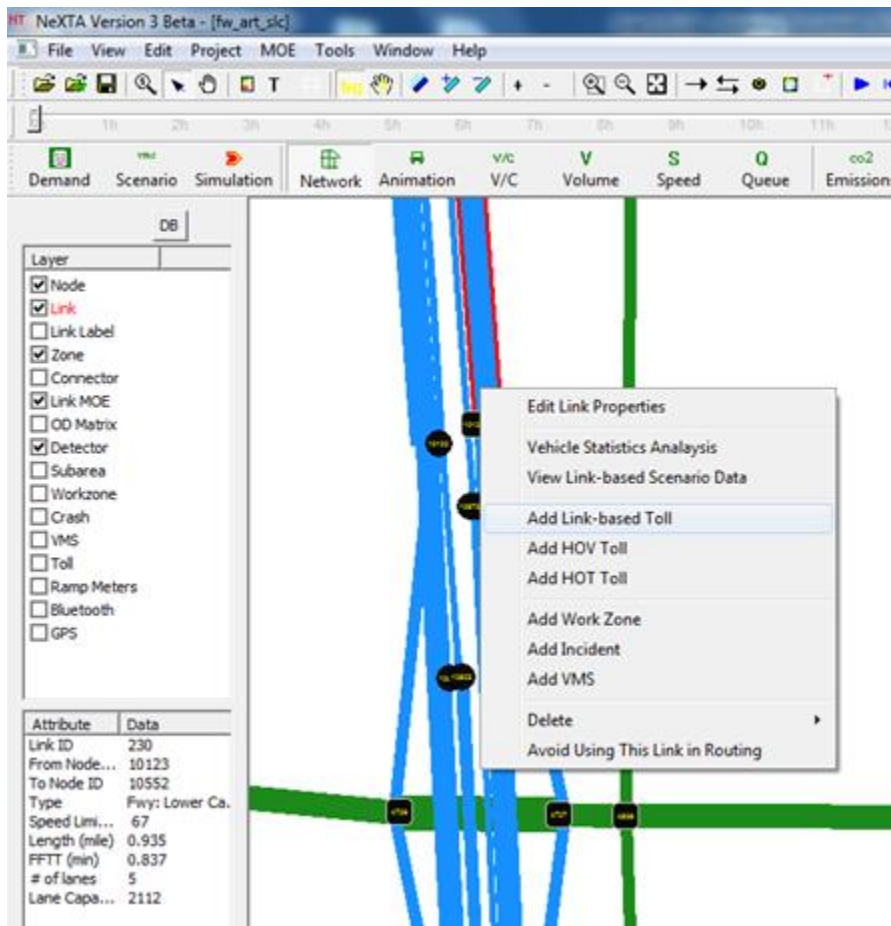 NeXTA Version 3 Beta - [fw_art_slc]
File View Edit Project MOE Tools Window Help
T + -
1h 2h 3h 4h 5h 6h 7h 8h 9h 10h 11h
Demand Scenario Simulation Network Animation V/C V/C V Volume S Speed Q Queue co2 Emission
DB
Layer
Node
Link
Link Label
Zone
Connector
Link MOE
OD Matrix
Detector
Subarea
Workzone
Crash
VMS
Toll
Ramp Meters
Bluetooth
GPS
Edit Link Properties
Vehicle Statistics Analaysis
View Link-based Scenario Data
Add Link-based Toll
Add HOV Toll
Add HOT Toll
Add Work Zone
Add Incident
Add VMS
Delete
Avoid Using This Link in Routing
Attribute Data
Link ID 230
From Node... 10123
To Node ID 10552
Type Fwy: Lower Ca.
Speed Limi... 67
Length (mile) 0.935
FFTT (min) 0.837
# of lanes 5
Lane Capa... 2112